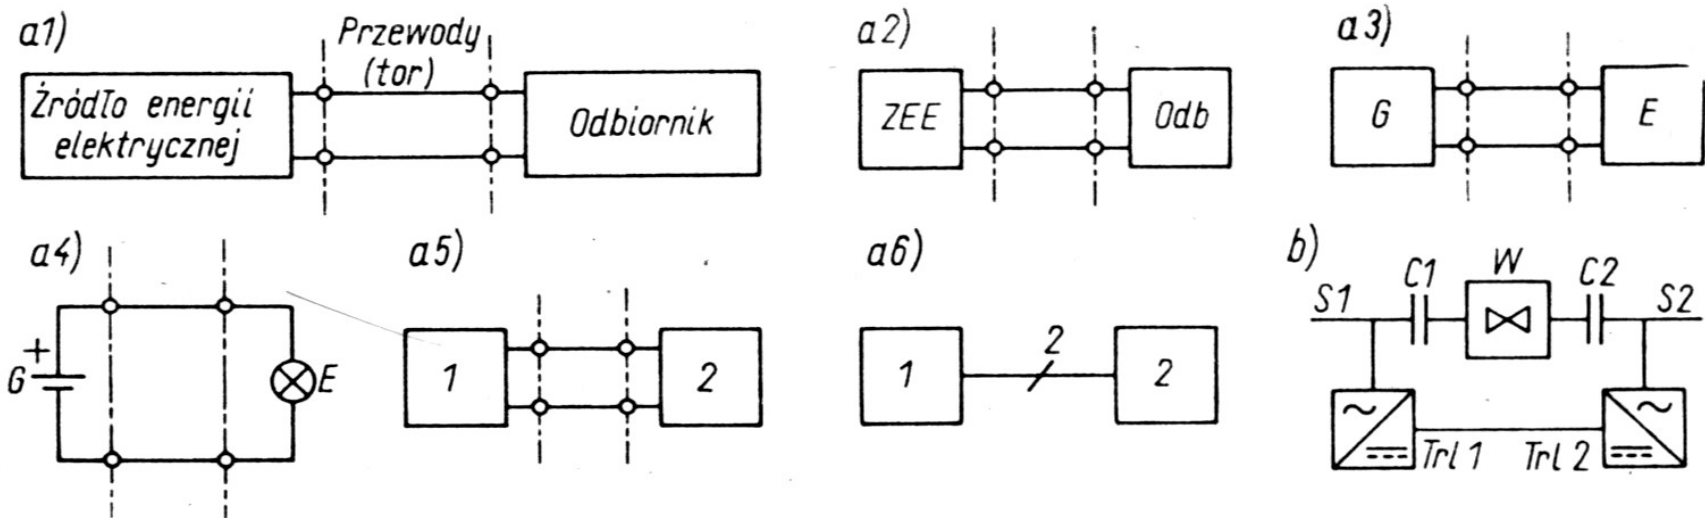 a1)
Przewody
(tor)
Źródło energii
elektrycznej
Odbiornik
a2)
ZEE
Odb
a3)
G
E
a4)
+
G
E
a5)
1
2
a6)
1
2
2
b)
S1
C1
W
C2
S2
~
~
Trl 1
Trl 2